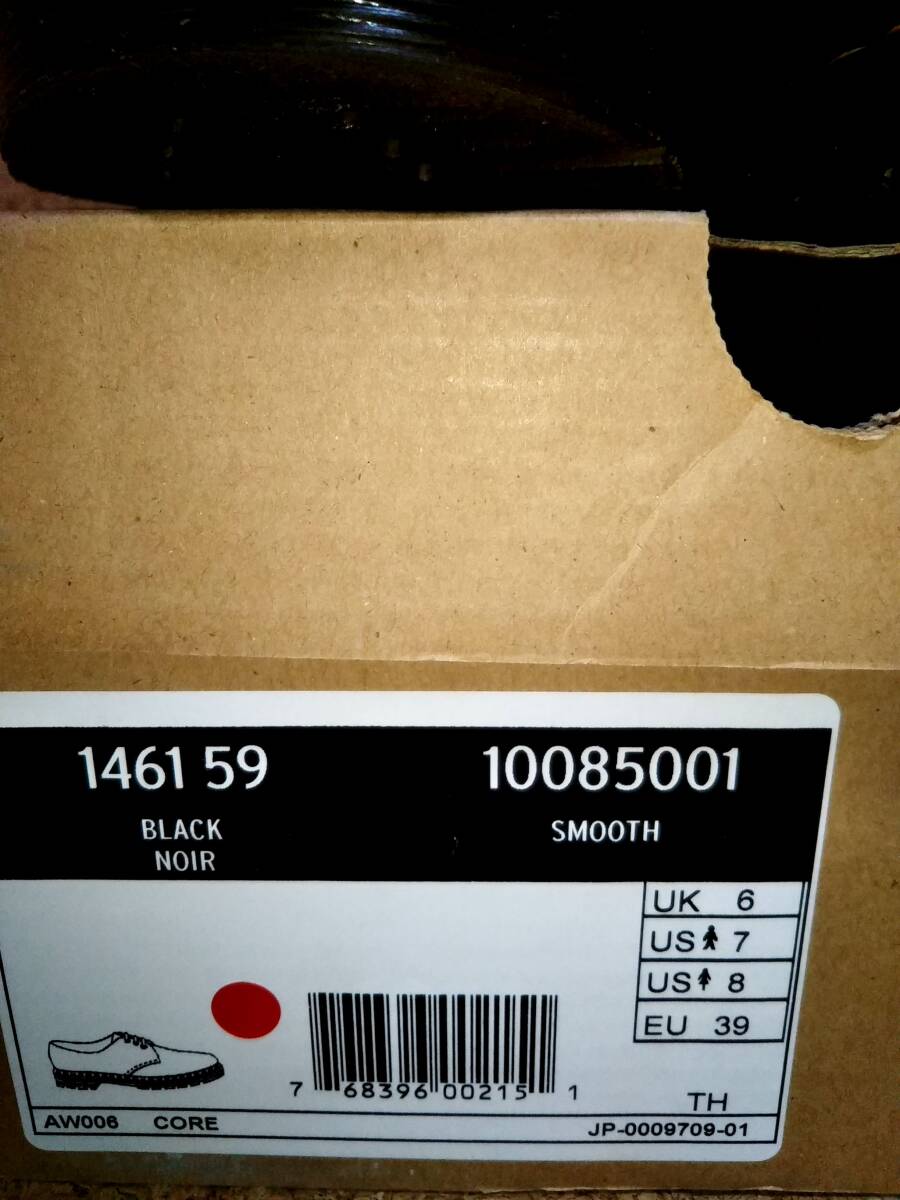 1461 59
BLACK
NOIR
10085001
SMOOTH
UK 6
US 7
US 8
EU 39
7 68396 00215 1
TH
AW006 CORE
JP-0009709-01